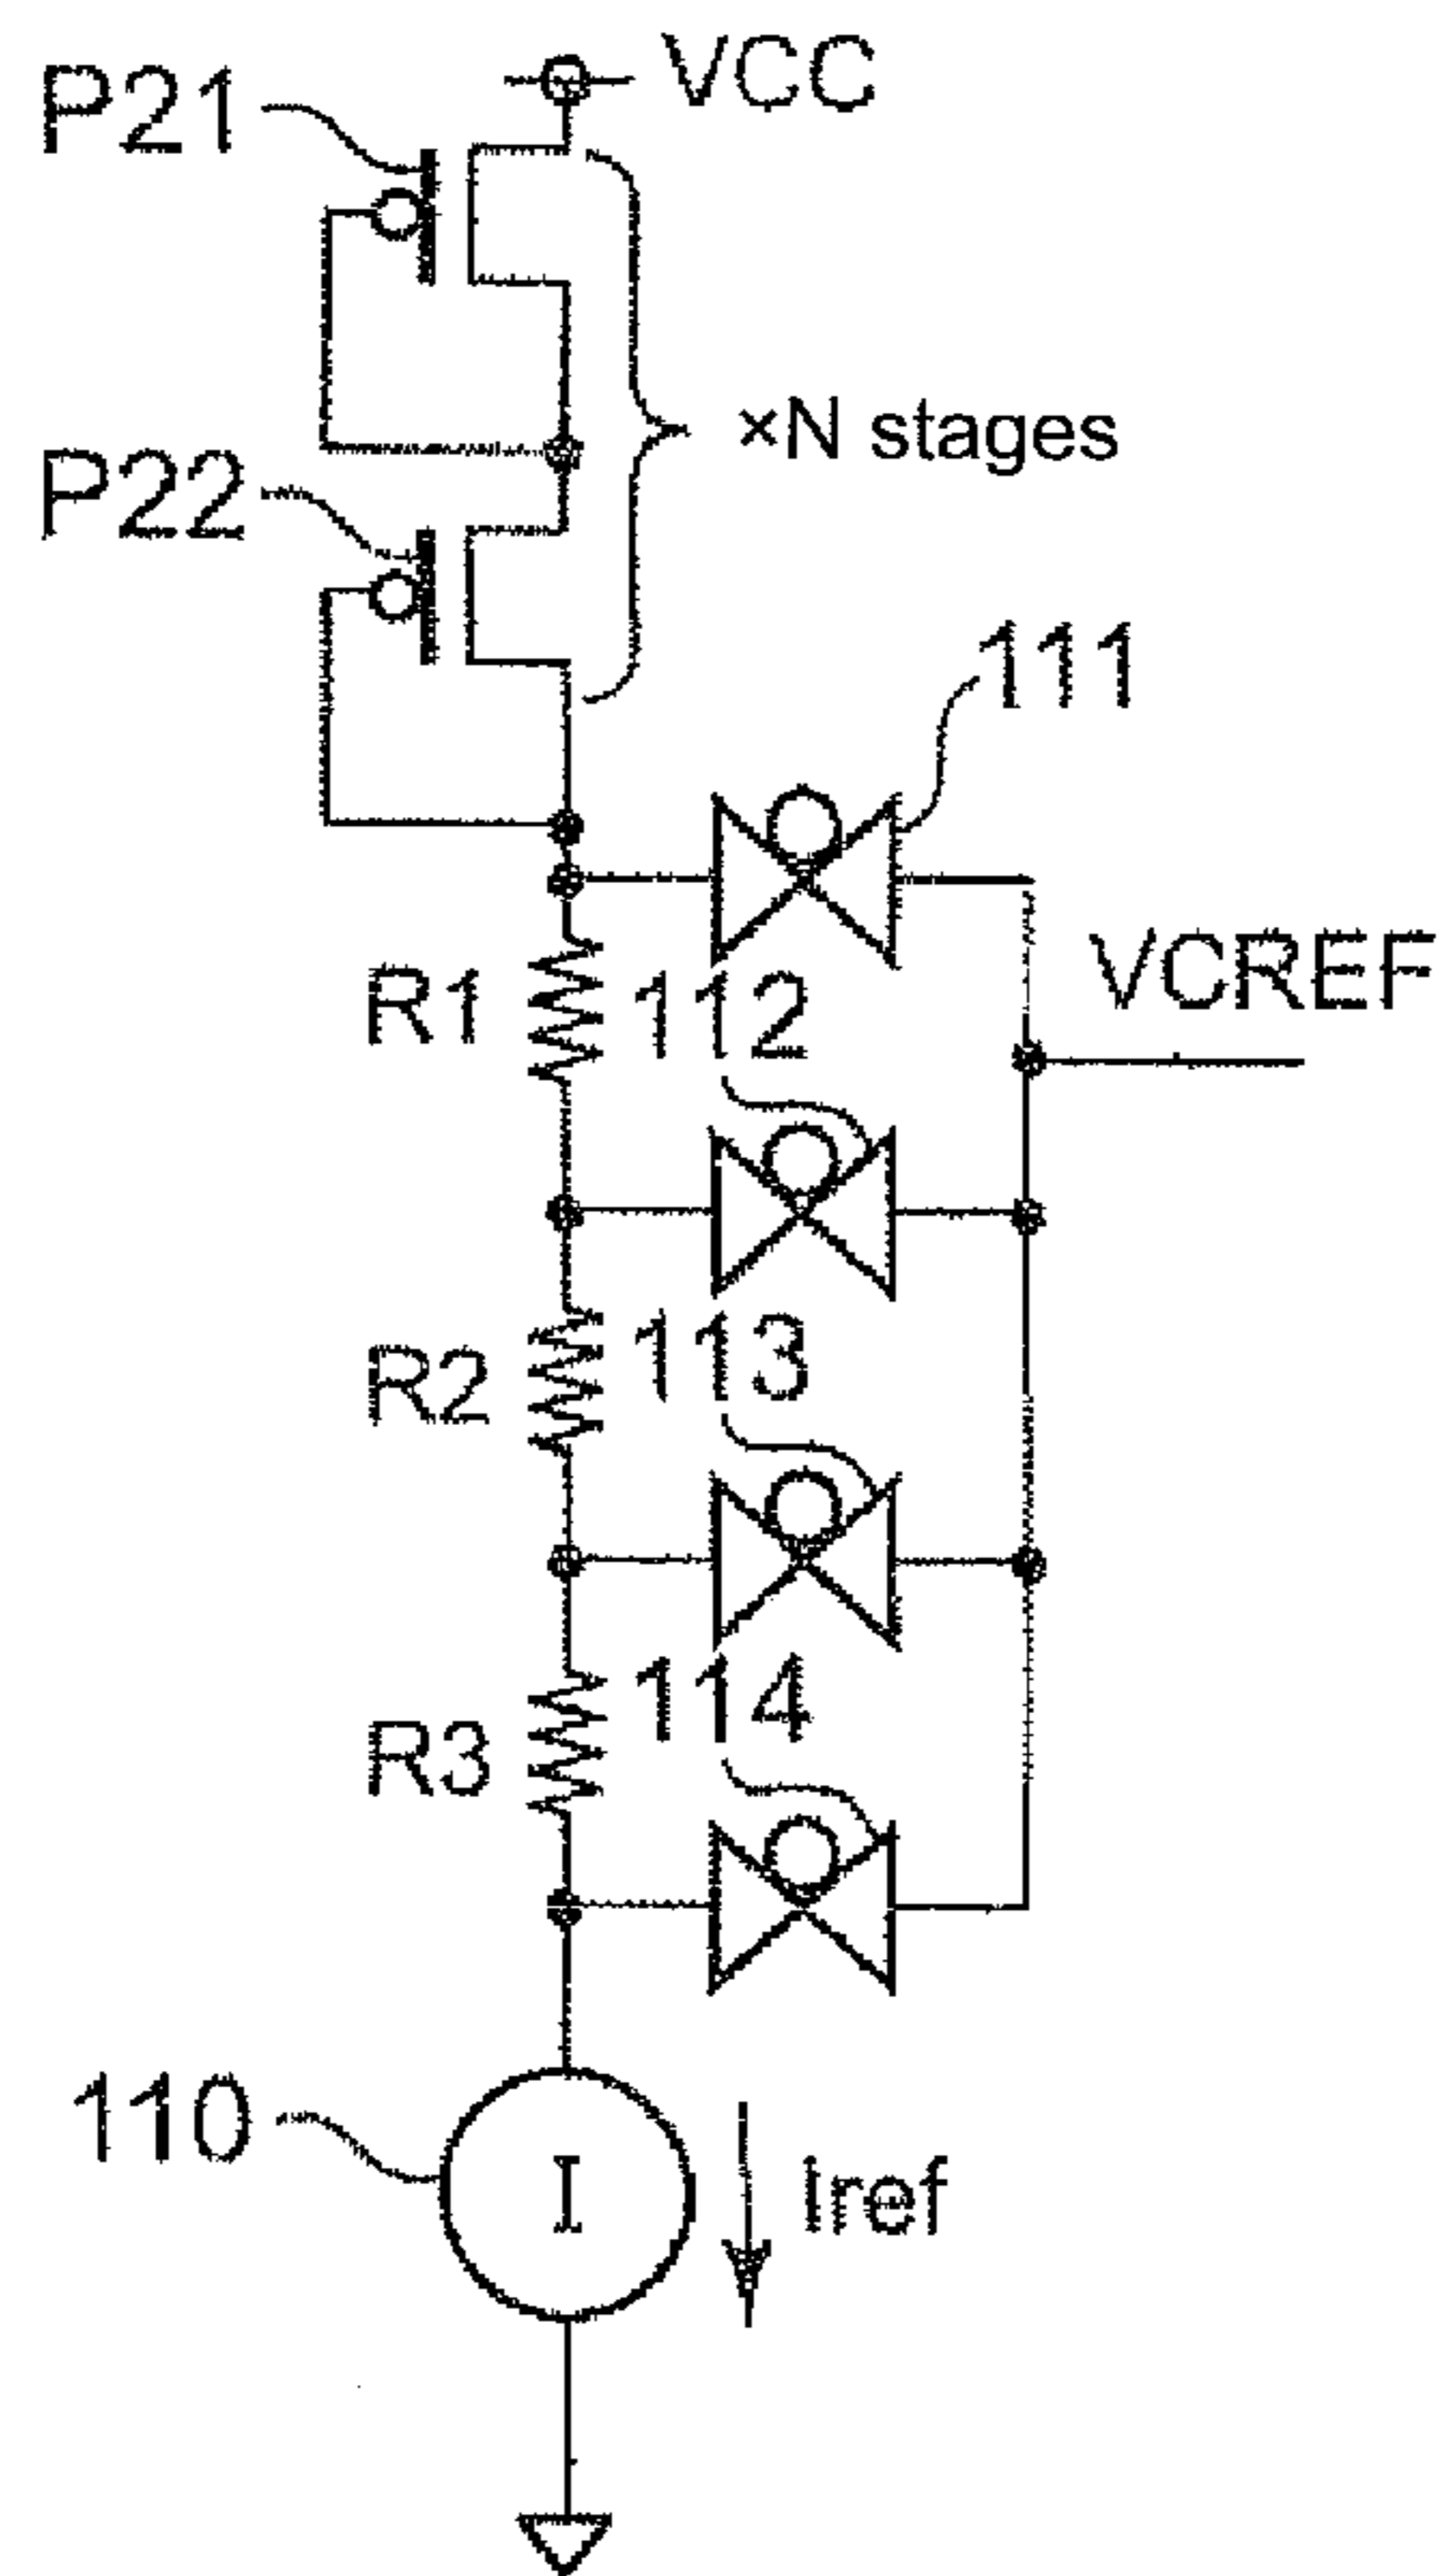 VCC
P21
×N stages
P22
111
R1
112
VCREF
R2
113
R3
114
110
I
Iref